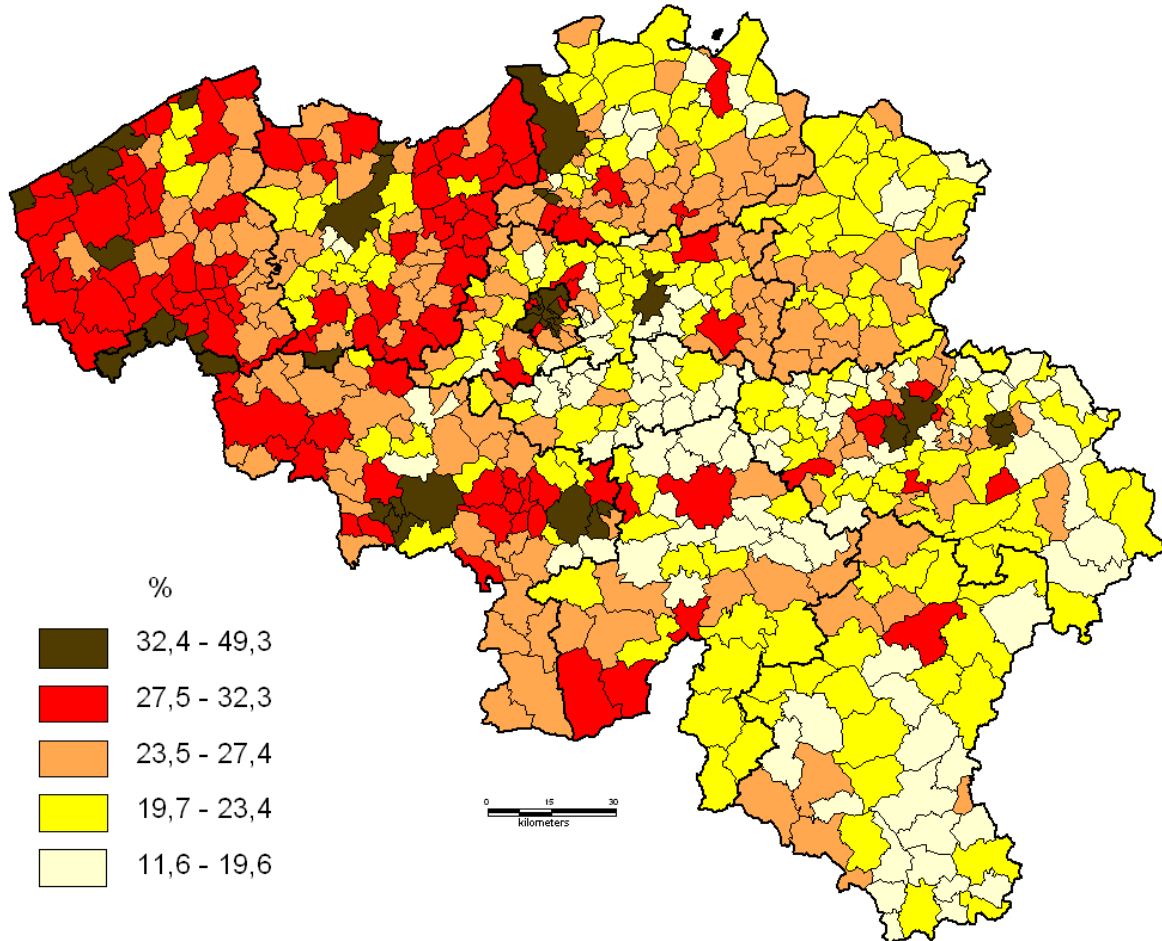 %
32,4 - 49,3
27,5 - 32,3
23,5 - 27,4
19,7 - 23,4
11,6 - 19,6
0 15 30
kilometers